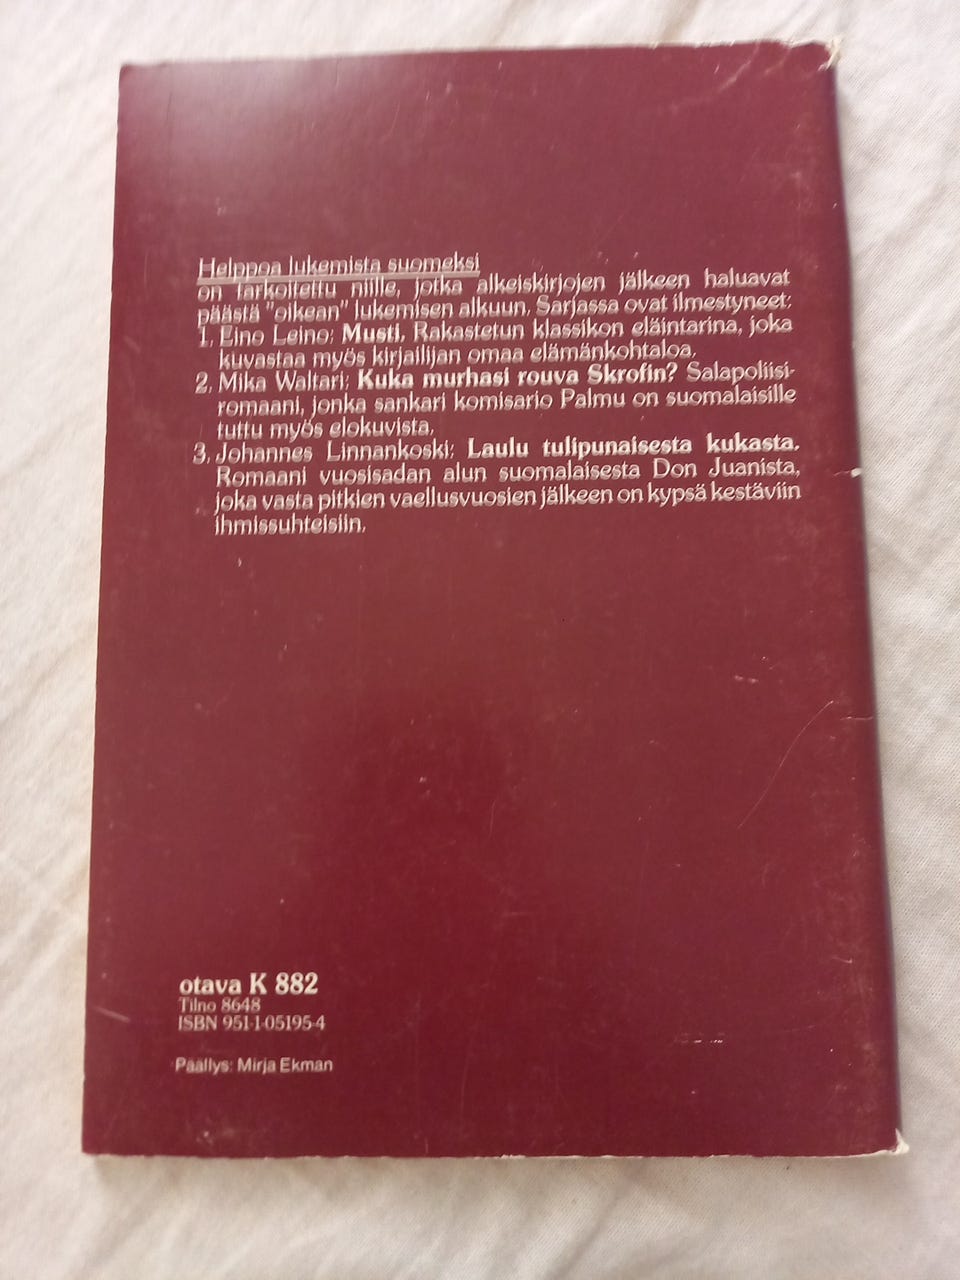 Helppoa lukemista suomeksi
on tarkoitettu niille, jotka alkeiskirjojen jälkeen haluavat
päästä "oikean" lukemisen alkuun. Sarjassa ovat ilmestyneet:
1. Eino Leino: Musti. Rakastetun klassikon eläintarina, joka
kuvastaa myös kirjailijan omaa elämänkohtaloa.
2. Mika Waltari: Kuka murhasi rouva Skrofin? Salapoliisi-
romaani, jonka sankari komisario Palmu on suomalaisille
tuttu myös elokuvista.
3. Johannes Linnankoski: Laulu tulipunaisesta kukasta.
Romaani vuosisadan alun suomalaisesta Don Juanista,
joka vasta pitkien vaellusvuosien jälkeen on kypsä kestäviin
ihmissuhteisiin.
otava K 882
Tilno 8648
ISBN 951-1-05195-4
Päällys: Mirja Ekman